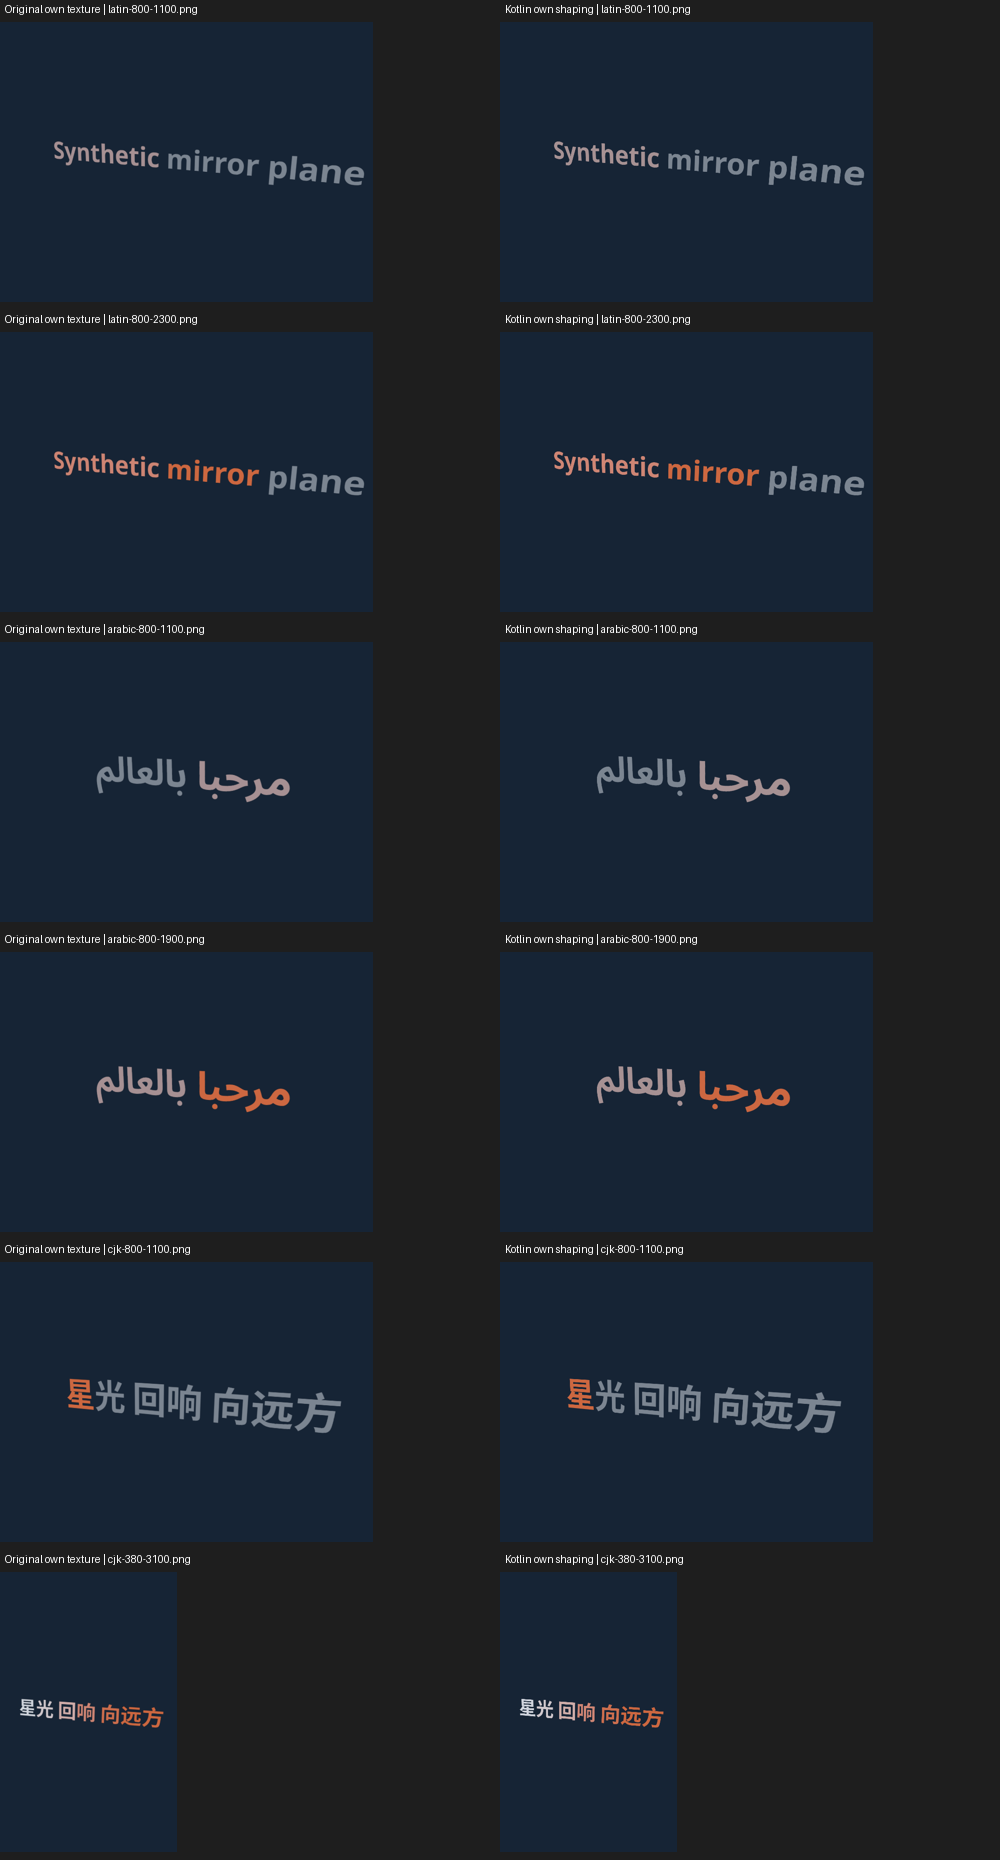 Original own texture | latin-800-1100.png
Kotlin own shaping | latin-800-1100.png
Synthetic mirror plane
Synthetic mirror plane
Original own texture | latin-800-2300.png
Kotlin own shaping | latin-800-2300.png
Synthetic mirror plane
Synthetic mirror plane
Original own texture | arabic-800-1100.png
Kotlin own shaping | arabic-800-1100.png
مرحبا بالعالم
مرحبا بالعالم
Original own texture | arabic-800-1900.png
Kotlin own shaping | arabic-800-1900.png
مرحبا بالعالم
مرحبا بالعالم
Original own texture | cjk-800-1100.png
Kotlin own shaping | cjk-800-1100.png
星光 回响 向远方
星光 回响 向远方
Original own texture | cjk-380-3100.png
Kotlin own shaping | cjk-380-3100.png
星光 回响 向远方
星光 回响 向远方